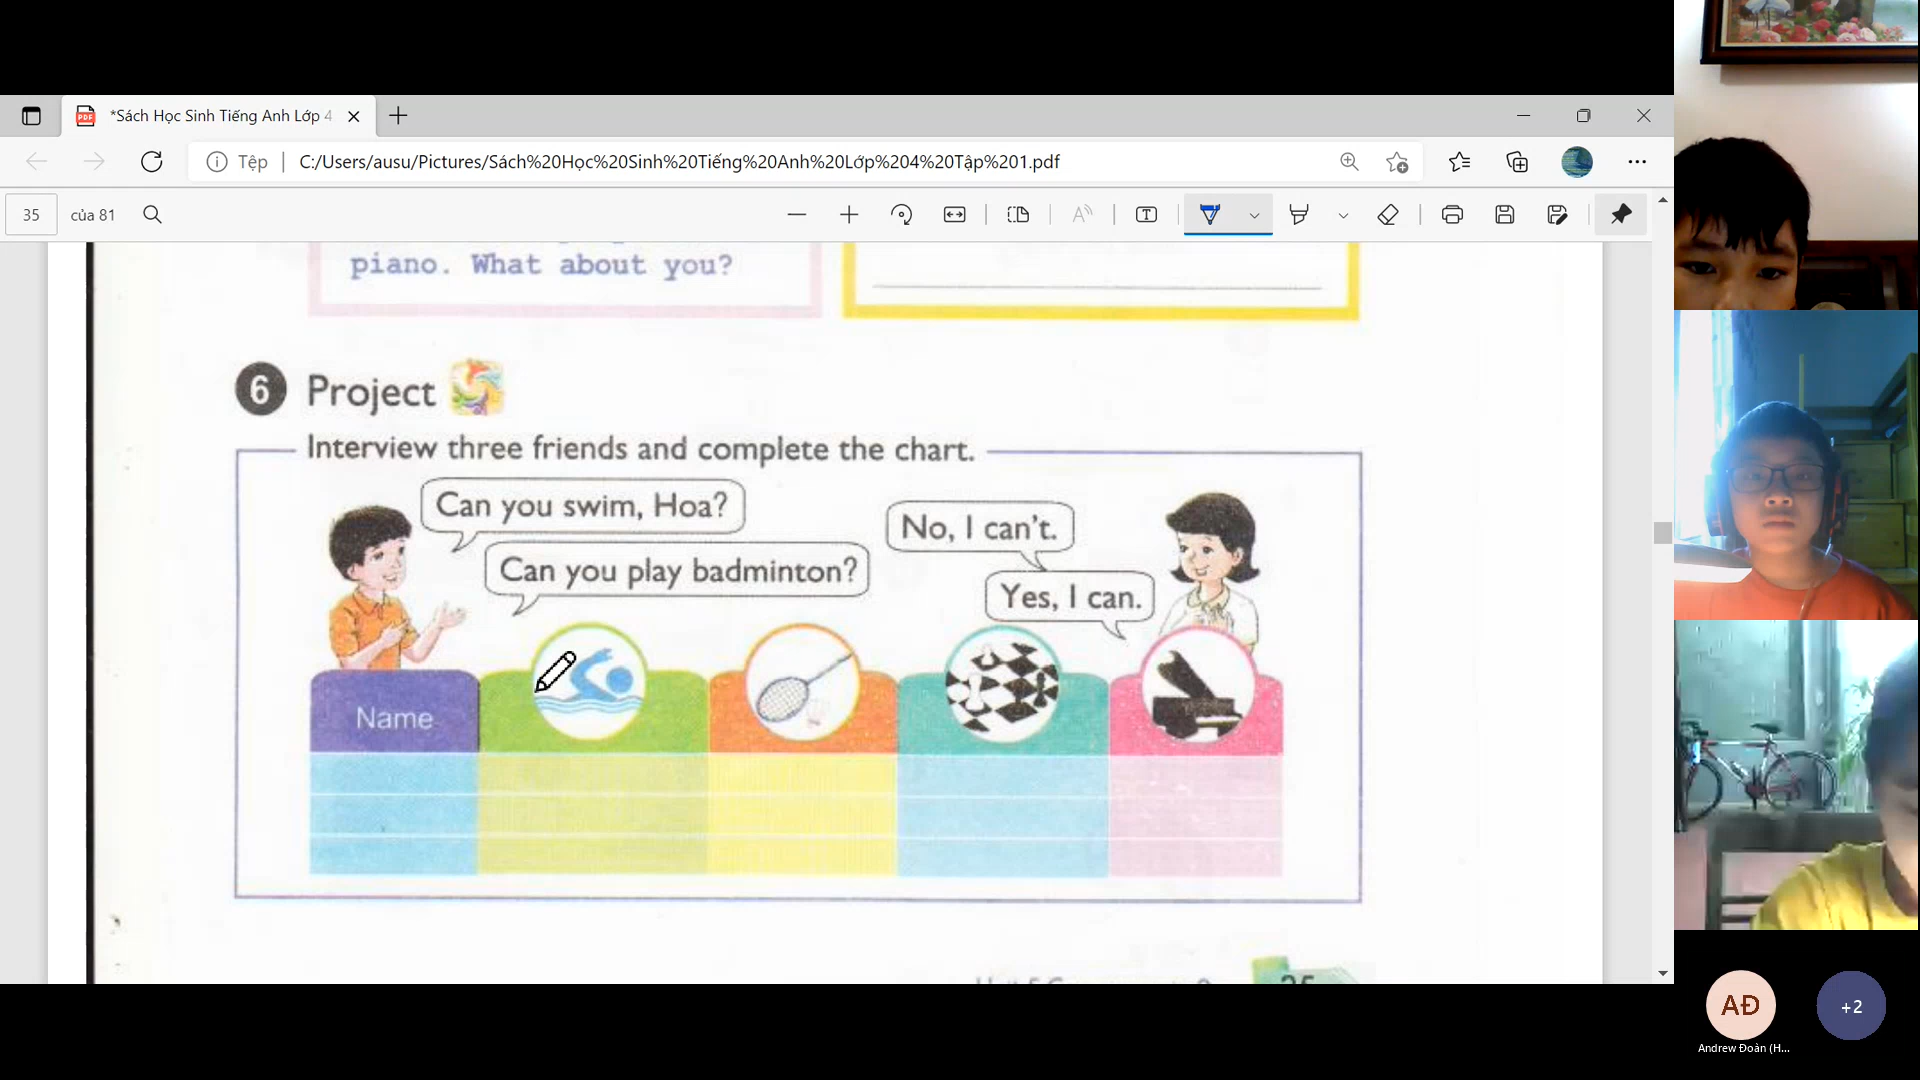 *Sách Học Sinh Tiếng Anh Lớp 4
Tệp
C:/Users/ausu/Pictures/Sách%20Học%20Sinh%20Tiếng%20Anh%20Lớp%204%20Tập%201.pdf
35 của 81
piano. What about you?
6 Project
Interview three friends and complete the chart.
Can you swim, Hoa?
No, I can't.
Can you play badminton?
Yes, I can.
Name
35
AĐ
+2
Andrew Đoàn (H...